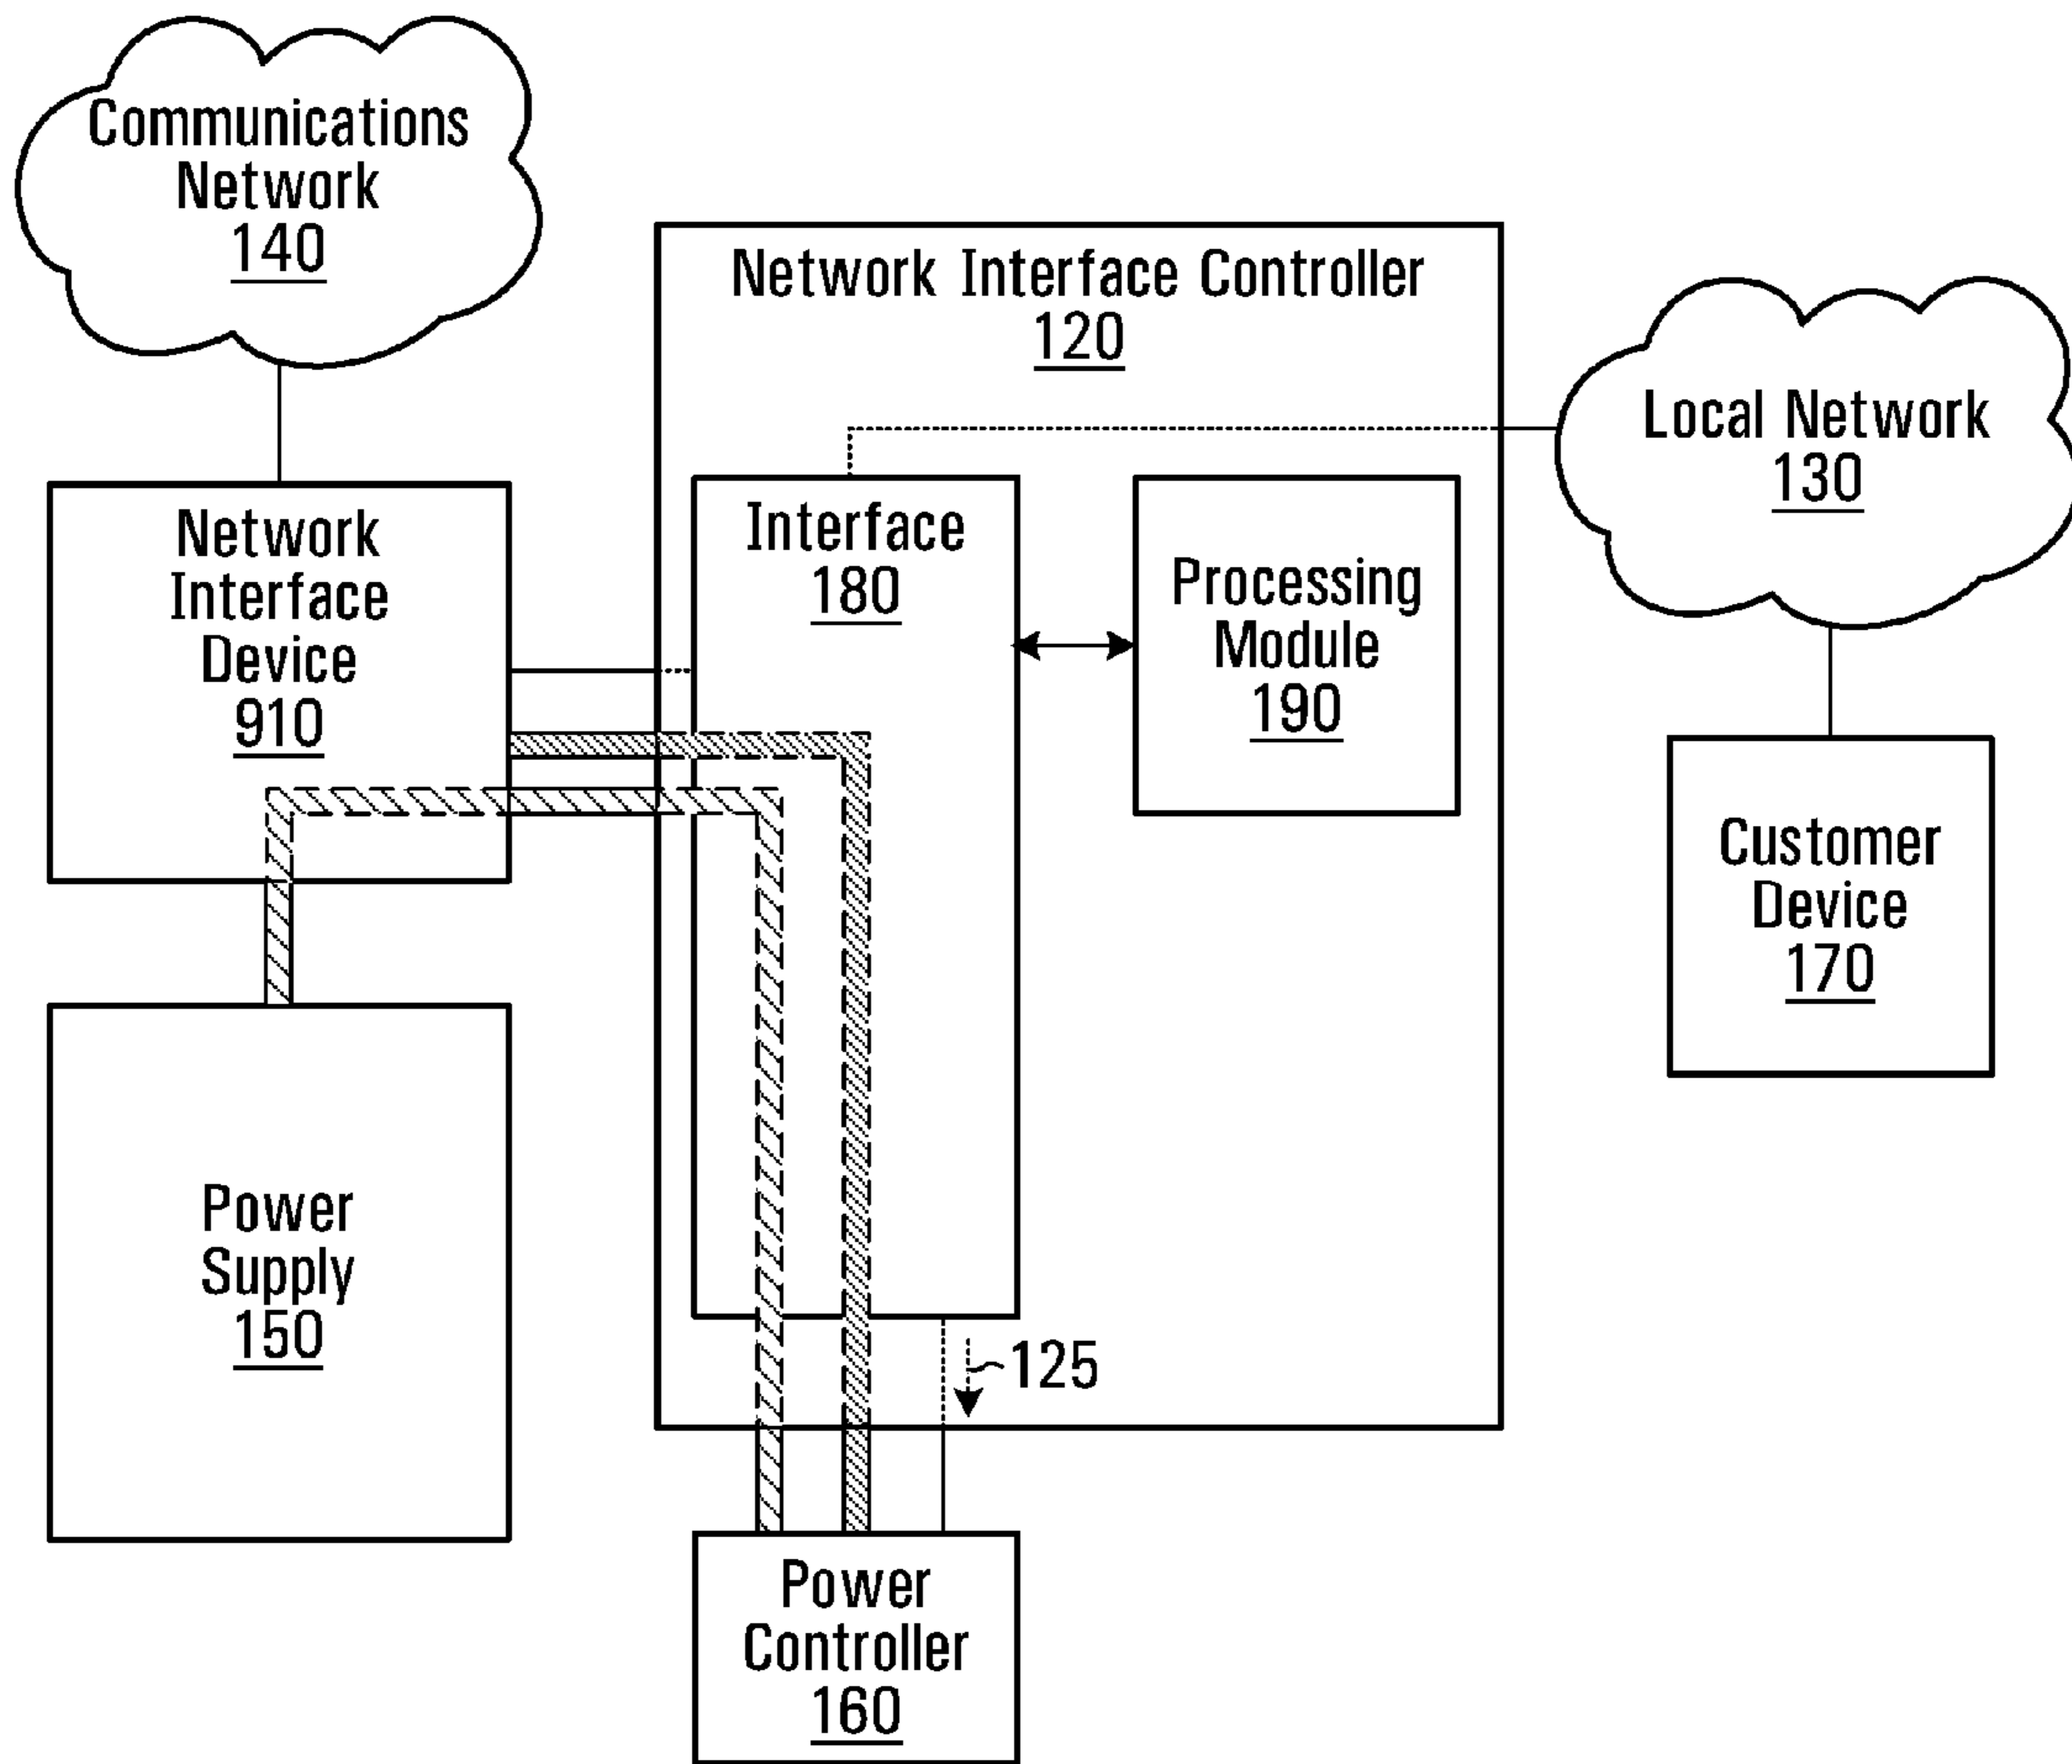 Communications
Network
140
Network Interface Controller
120
Local Network
130
Network
Interface
Device
910
Interface
180
Processing
Module
190
Customer
Device
170
Power
Supply
150
125
Power
Controller
160